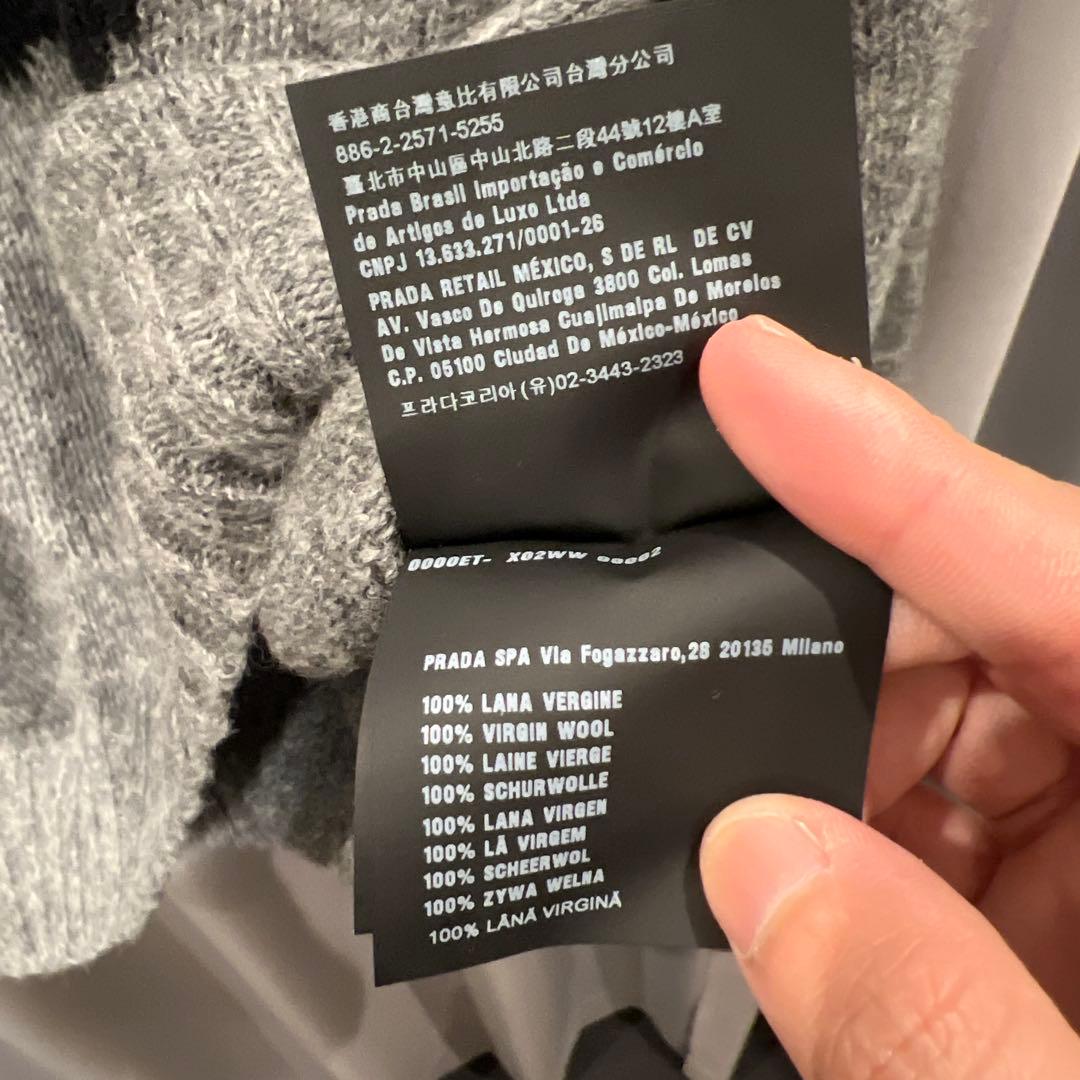 香港商台灣意比有限公司台灣分公司
886-2-2571-5255
臺北市中山區中山北路二段44號12樓A室
Prada Brasil Importação e Comércio
de Artigos de Luxo Ltda
CNPJ 13.633.271/0001-26
PRADA RETAIL MÉXICO, S DE RL DE CV
AV. Vasco De Quiroga 3800 Col. Lomas
De Vista Hermosa Cuajimalpa De Morelos
C.P. 05100 Ciudad De México-México
프라다코리아(유)02-3443-2323
0000ET- X02WW 00002
PRADA SPA Via Fogazzaro,28 20135 Milano
100% LANA VERGINE
100% VIRGIN WOOL
100% LAINE VIERGE
100% SCHURWOLLE
100% LANA VIRGEN
100% LÃ VIRGEM
100% SCHEERWOL
100% ZYWA WELNA
100% LÂNĂ VIRGINĂ